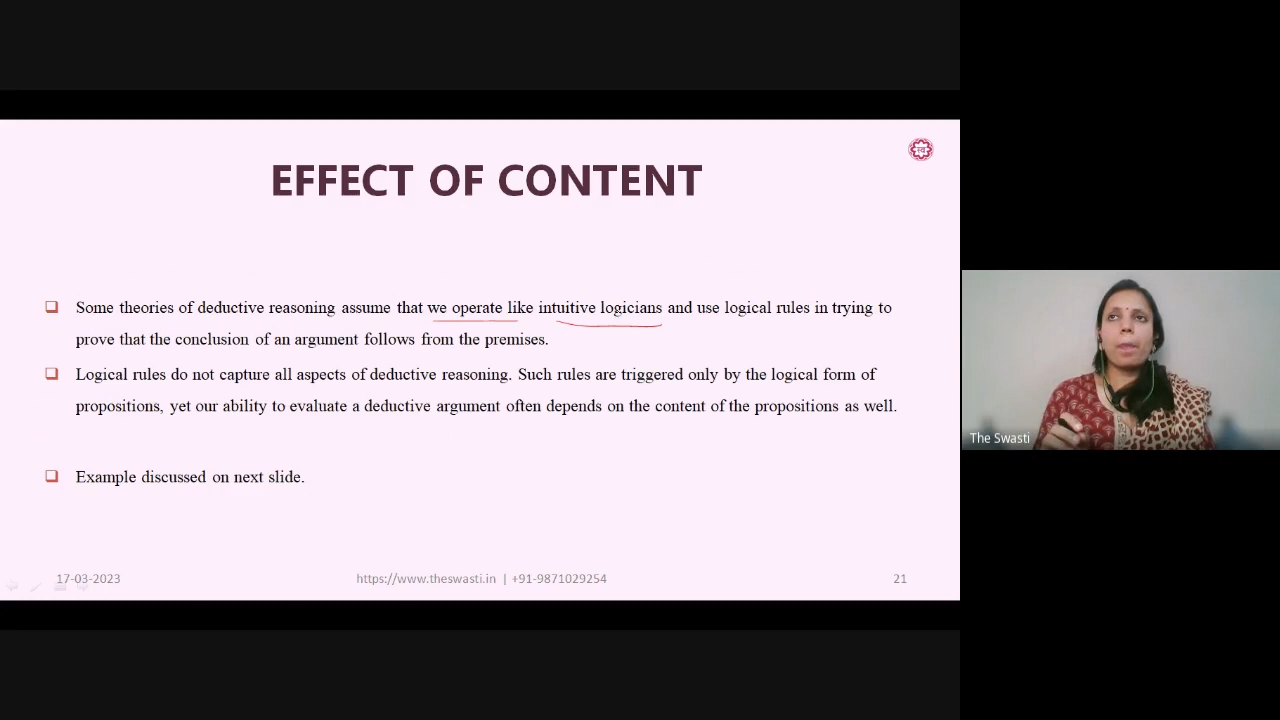 EFFECT OF CONTENT
❑ Some theories of deductive reasoning assume that we operate like intuitive logicians and use logical rules in trying to
prove that the conclusion of an argument follows from the premises.
❑ Logical rules do not capture all aspects of deductive reasoning. Such rules are triggered only by the logical form of
propositions, yet our ability to evaluate a deductive argument often depends on the content of the propositions as well.
❑ Example discussed on next slide.
17-03-2023
https://www.theswasti.in | +91-9871029254
21
The Swasti